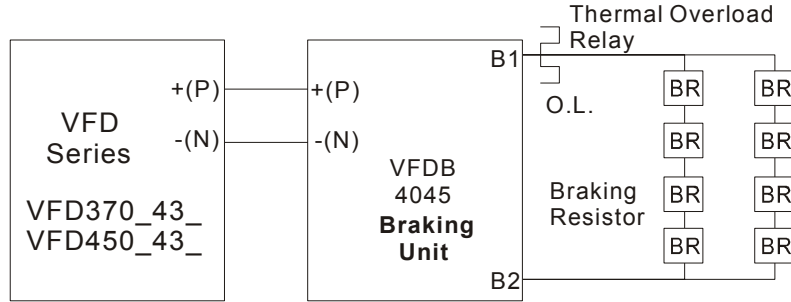 Thermal Overload
Relay
B1
+(P)
+(P)
BR
BR
O.L.
VFD
Series
-(N)
-(N)
BR
BR
VFDB
4045
Braking
Unit
Braking
Resistor
BR
BR
VFD370_43_
VFD450_43_
BR
BR
B2